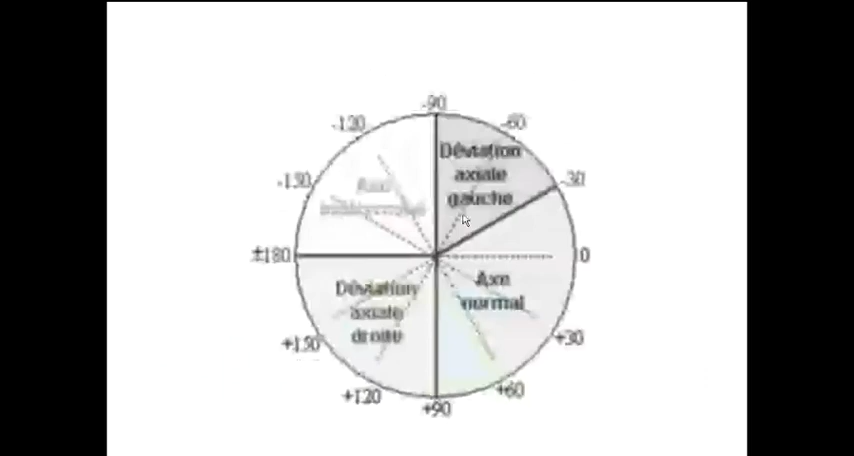 -90
-120
-60
Déviation
axiale
gauche
-150
-30
Axe
±180
0
Axe
normal
Déviation
axiale
droite
+150
+30
+120
+60
+90